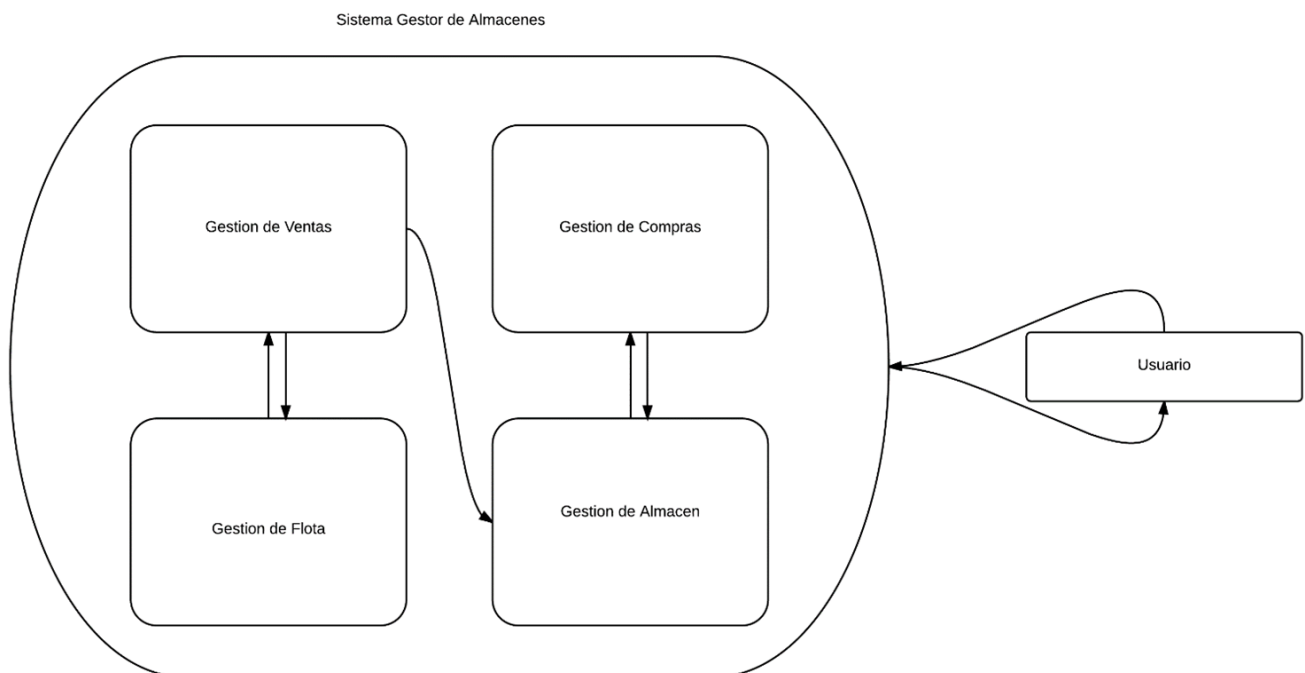 Sistema Gestor de Almacenes
Gestion de Ventas
Gestion de Compras
Usuario
Gestion de Flota
Gestion de Almacen